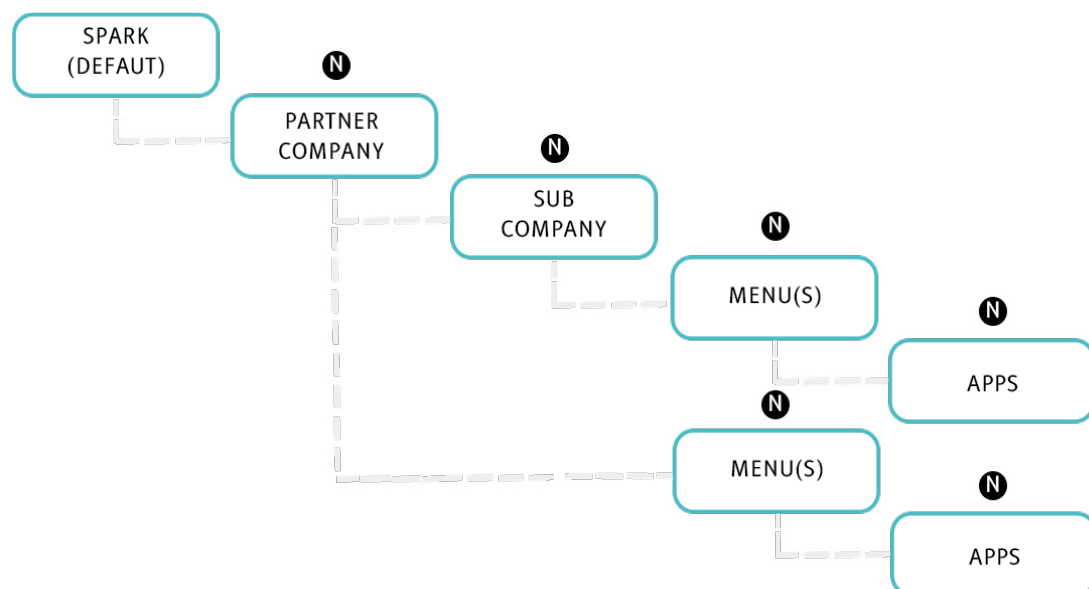 SPARK
(DEFAUT)
N
PARTNER
COMPANY
N
SUB
COMPANY
N
MENU(S)
N
APPS
N
MENU(S)
N
APPS